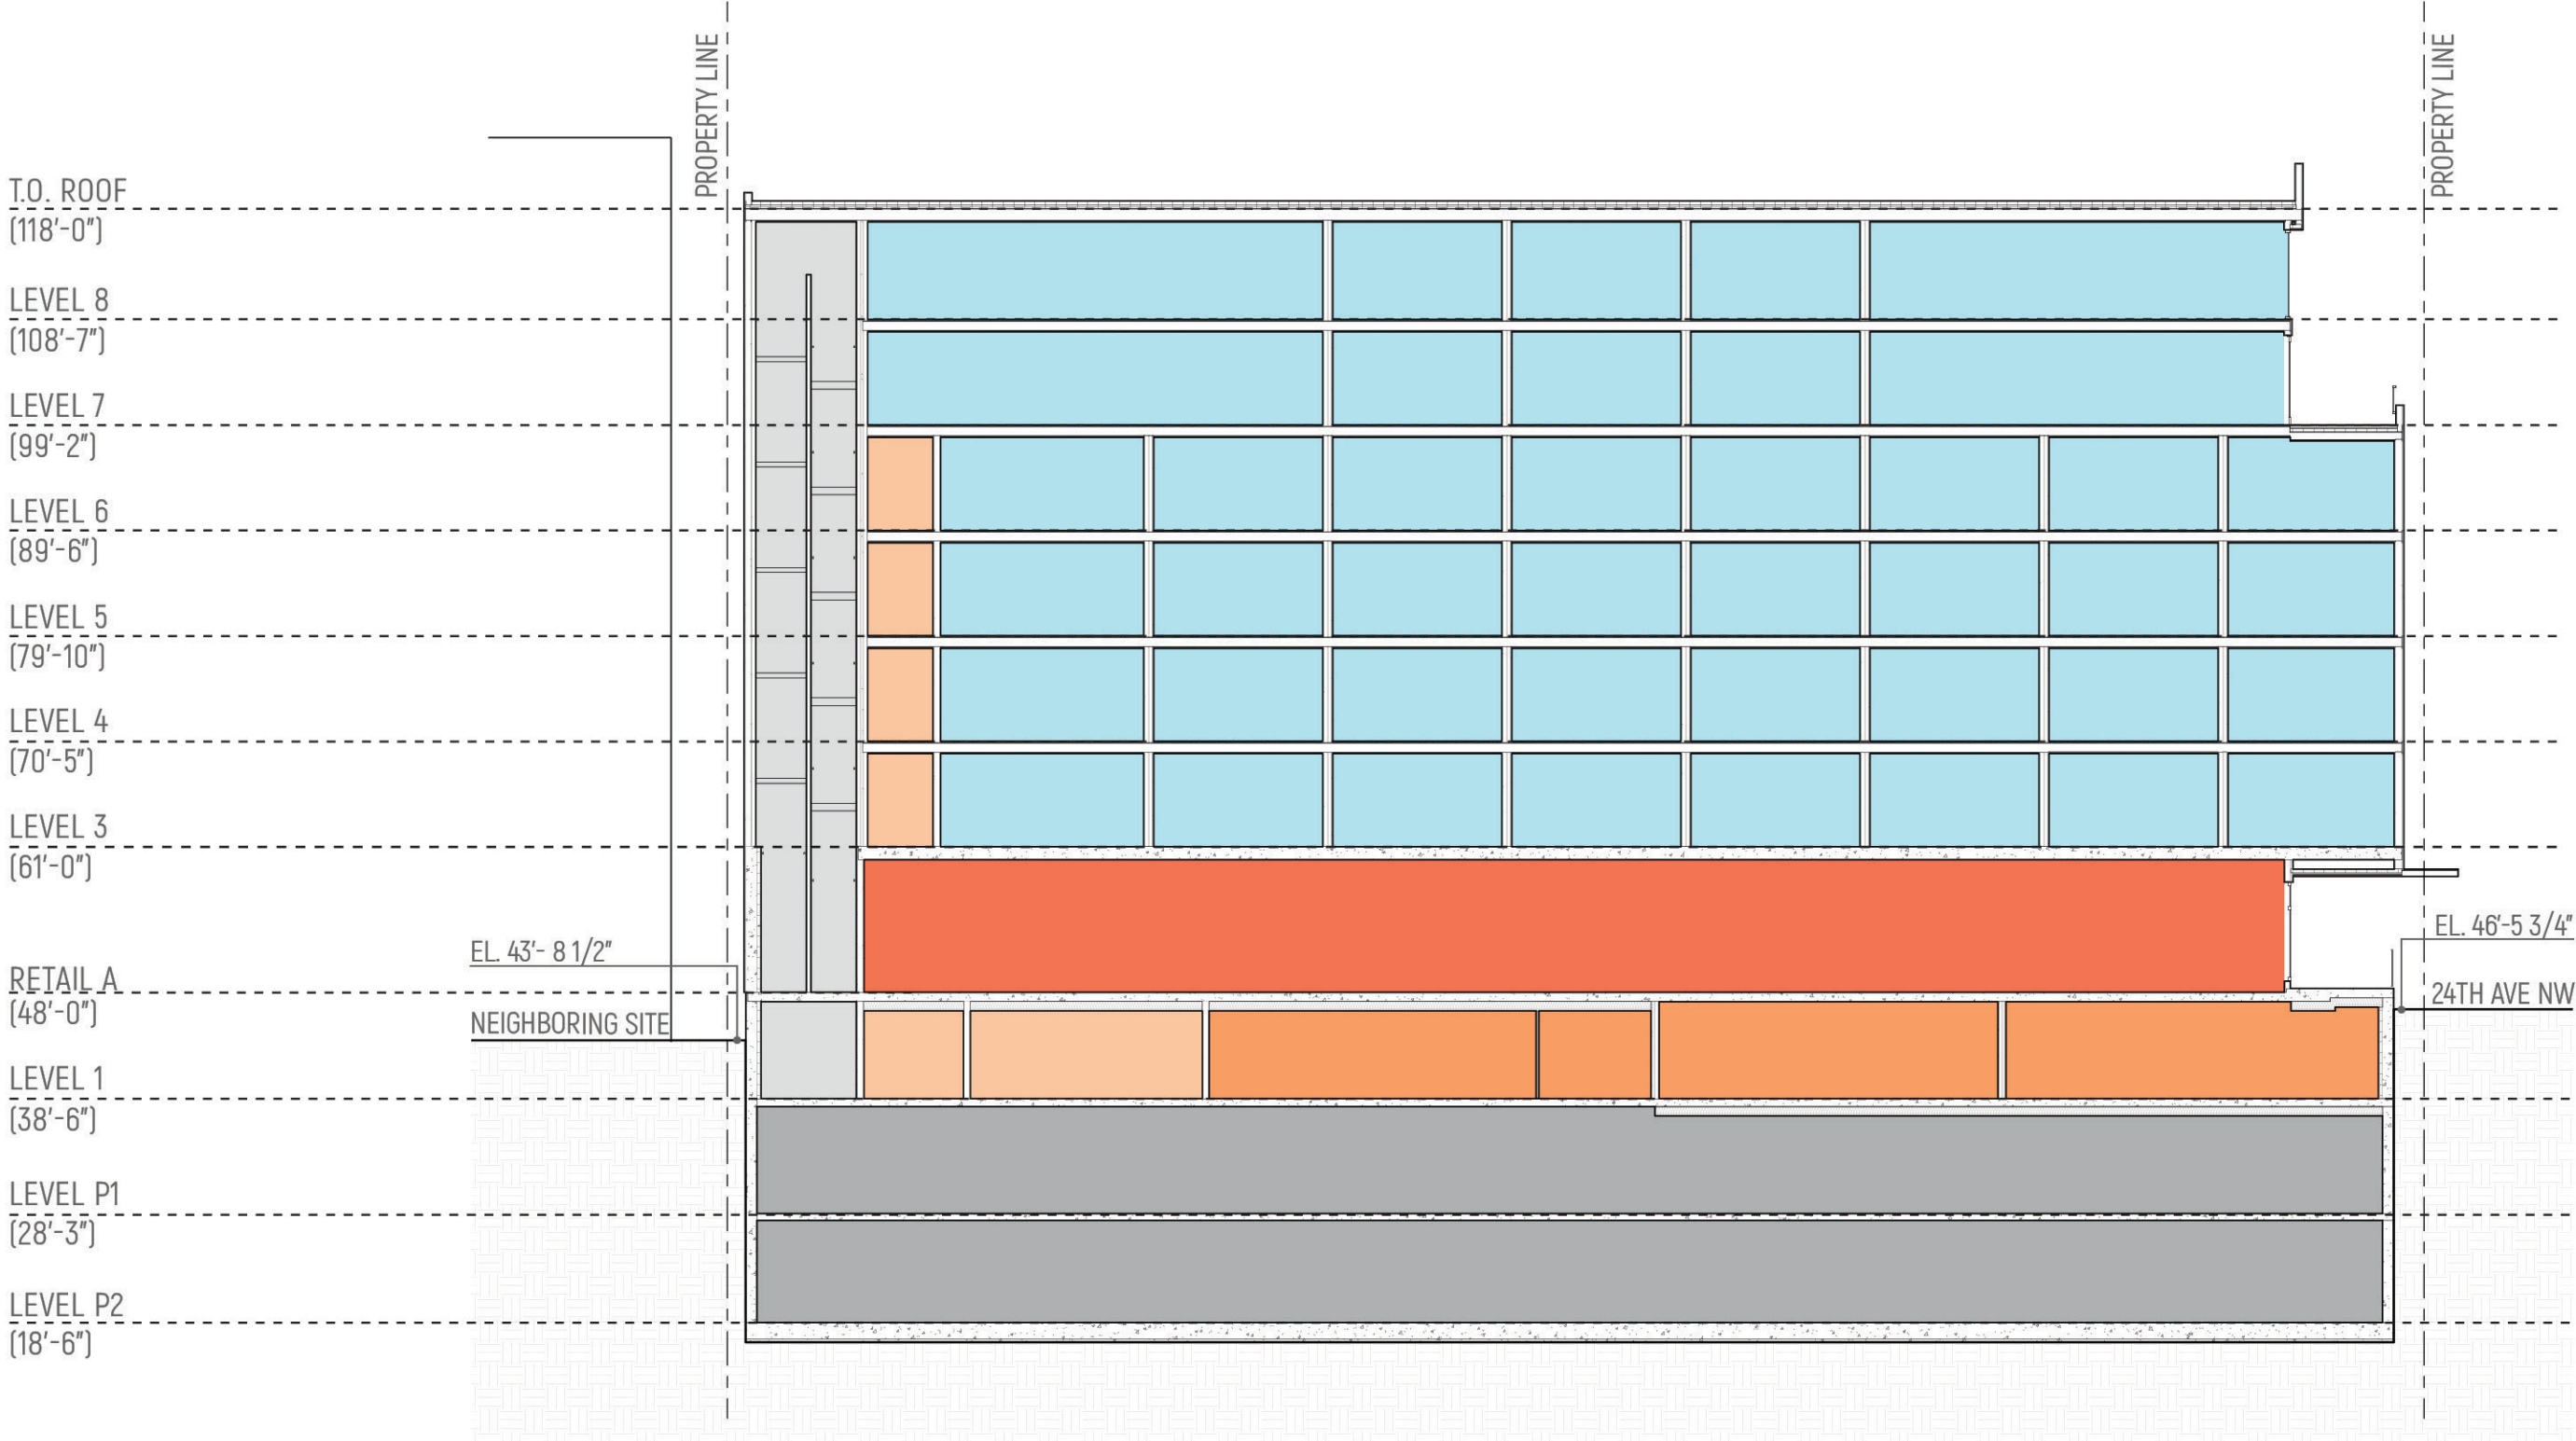 PROPERTY LINE
PROPERTY LINE
T.O. ROOF
(118'-0")
LEVEL 8
(108'-7")
LEVEL 7
(99'-2")
LEVEL 6
(89'-6")
LEVEL 5
(79'-10")
LEVEL 4
(70'-5")
LEVEL 3
(61'-0")
EL. 43'- 8 1/2"
EL. 46'-5 3/4"
RETAIL A
(48'-0")
24TH AVE NW
NEIGHBORING SITE
LEVEL 1
(38'-6")
LEVEL P1
(28'-3")
LEVEL P2
(18'-6")